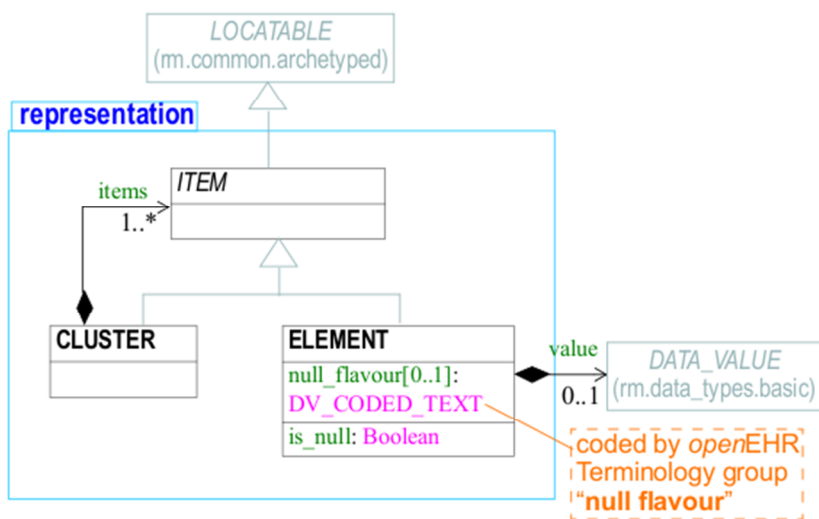 LOCATABLE
(rm.common.archetyped)
representation
ITEM
items
1..*
CLUSTER
ELEMENT
null_flavour[0..1]:
DV_CODED_TEXT
is_null: Boolean
value
0..1
DATA_VALUE
(rm.data_types.basic)
coded by openEHR
Terminology group
“null flavour”